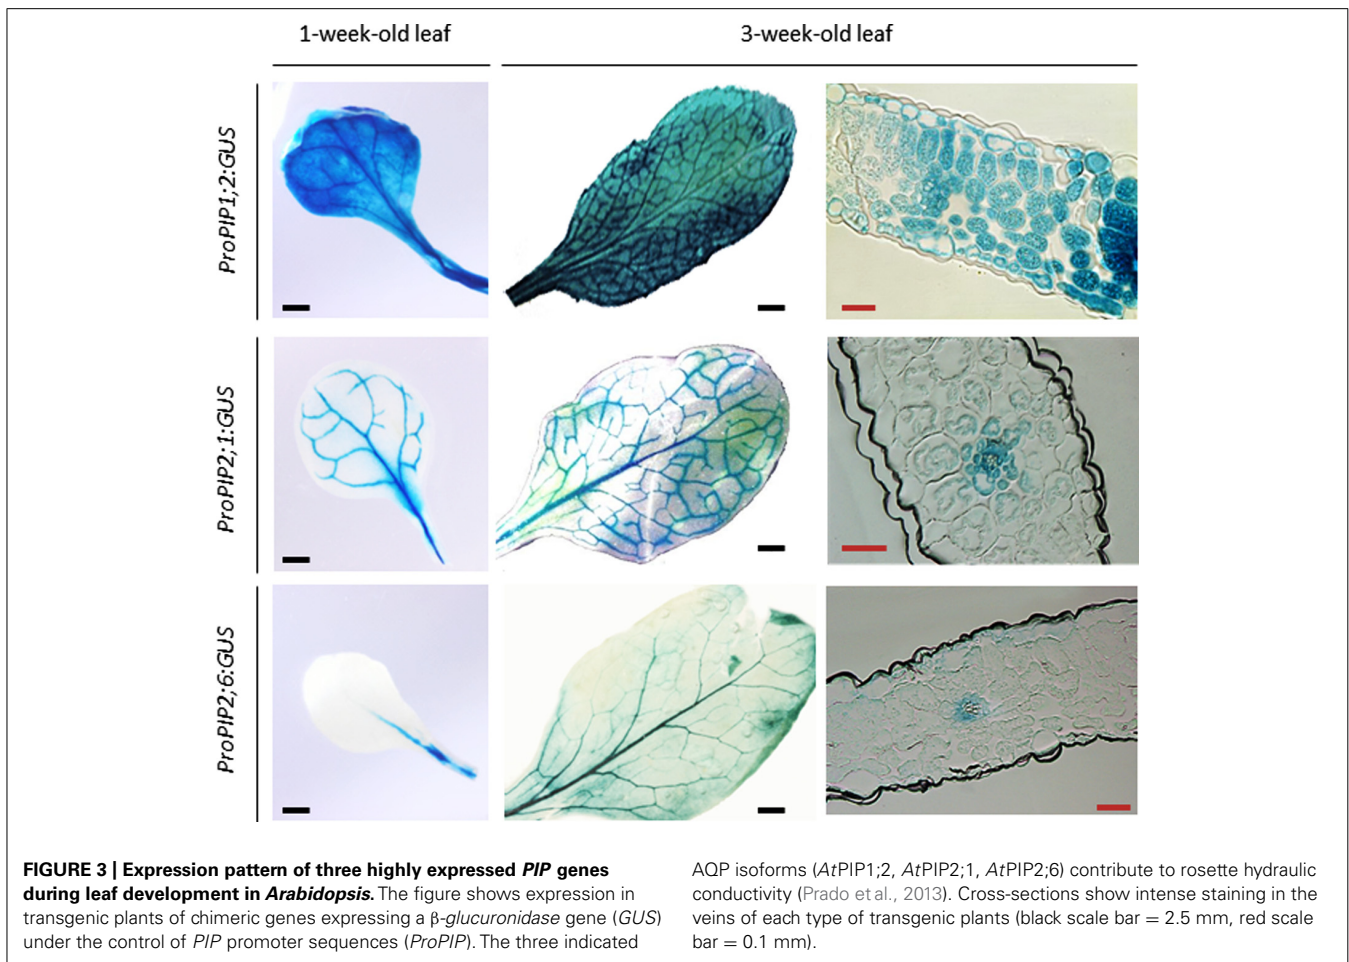 1-week-old leaf
3-week-old leaf
ProPIP1;2:GUS
ProPIP2;1:GUS
ProPIP2;6:GUS
FIGURE 3 | Expression pattern of three highly expressed PIP genes
during leaf development in Arabidopsis. The figure shows expression in
transgenic plants of chimeric genes expressing a β-glucuronidase gene (GUS)
under the control of PIP promoter sequences (ProPIP). The three indicated
AQP isoforms (AtPIP1;2, AtPIP2;1, AtPIP2;6) contribute to rosette hydraulic
conductivity (Prado et al., 2013). Cross-sections show intense staining in the
veins of each type of transgenic plants (black scale bar = 2.5 mm, red scale
bar = 0.1 mm).